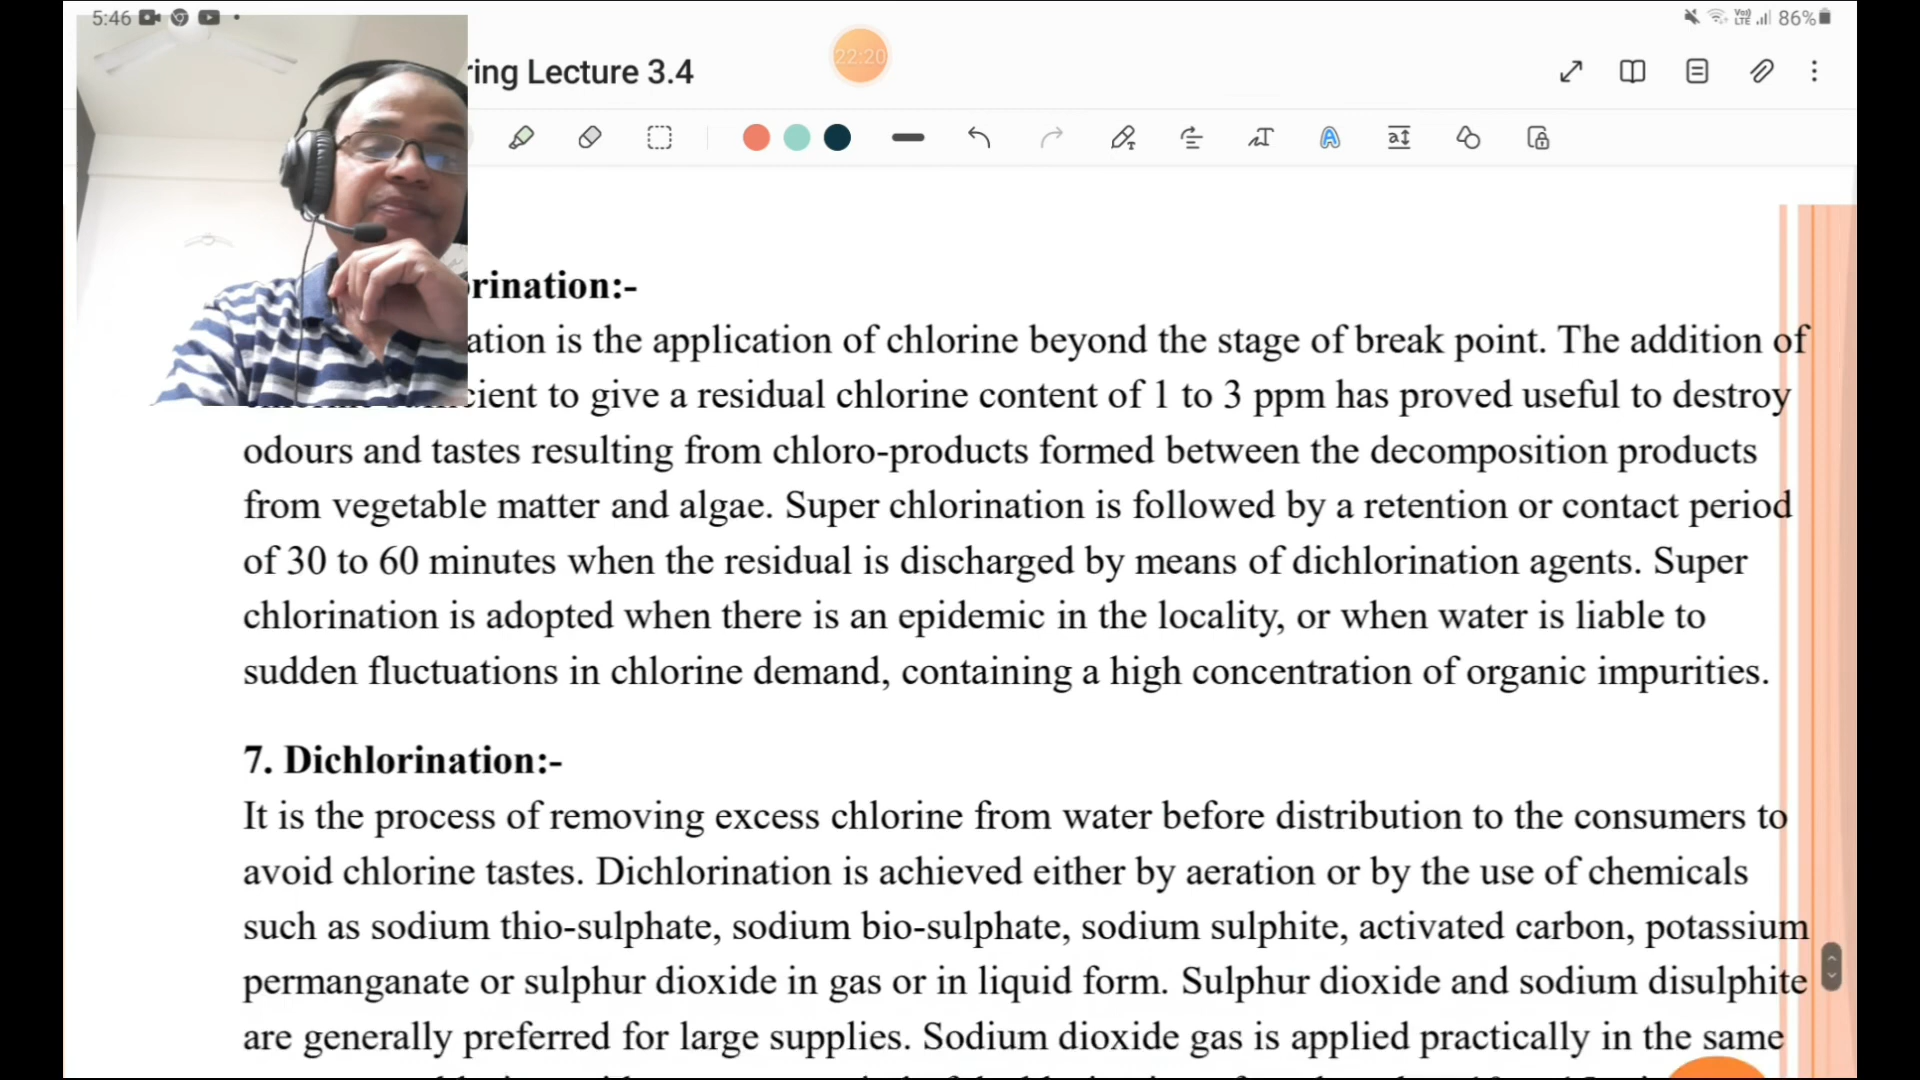 5:46
86%
22:20
ring Lecture 3.4
rination:-
ation is the application of chlorine beyond the stage of break point. The addition of
cient to give a residual chlorine content of 1 to 3 ppm has proved useful to destroy
odours and tastes resulting from chloro-products formed between the decomposition products
from vegetable matter and algae. Super chlorination is followed by a retention or contact period
of 30 to 60 minutes when the residual is discharged by means of dichlorination agents. Super
chlorination is adopted when there is an epidemic in the locality, or when water is liable to
sudden fluctuations in chlorine demand, containing a high concentration of organic impurities.
7. Dichlorination:-
It is the process of removing excess chlorine from water before distribution to the consumers to
avoid chlorine tastes. Dichlorination is achieved either by aeration or by the use of chemicals
such as sodium thio-sulphate, sodium bio-sulphate, sodium sulphite, activated carbon, potassium
permanganate or sulphur dioxide in gas or in liquid form. Sulphur dioxide and sodium disulphite
are generally preferred for large supplies. Sodium dioxide gas is applied practically in the same